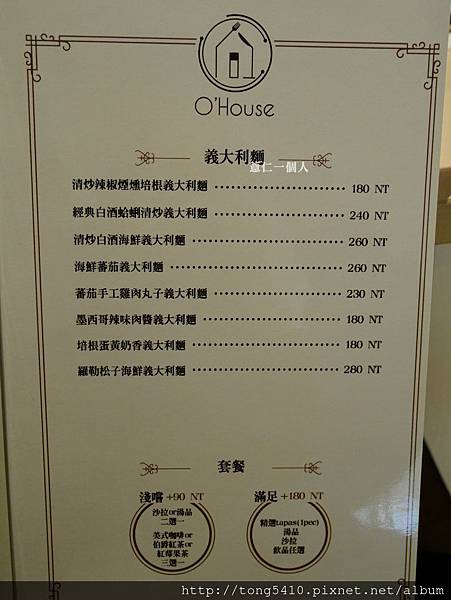 O'House
義大利麵
薏仁一個人
清炒辣椒煙燻培根義大利麵 180 NT
經典白酒蛤蜊清炒義大利麵 240 NT
清炒白酒海鮮義大利麵 260 NT
海鮮蕃茄義大利麵 260 NT
蕃茄手工雞肉丸子義大利麵 230 NT
墨西哥辣味肉醬義大利麵 180 NT
培根蛋黃奶香義大利麵 180 NT
羅勒松子海鮮義大利麵 280 NT
套餐
淺嚐 +90 NT
沙拉or湯品
二選一
美式咖啡or
伯爵紅茶or
紅莓果茶
三選一
滿足 +180 NT
精選tapas(1pec)
湯品
沙拉
飲品任選
http://tong5410.pixnet.net/album